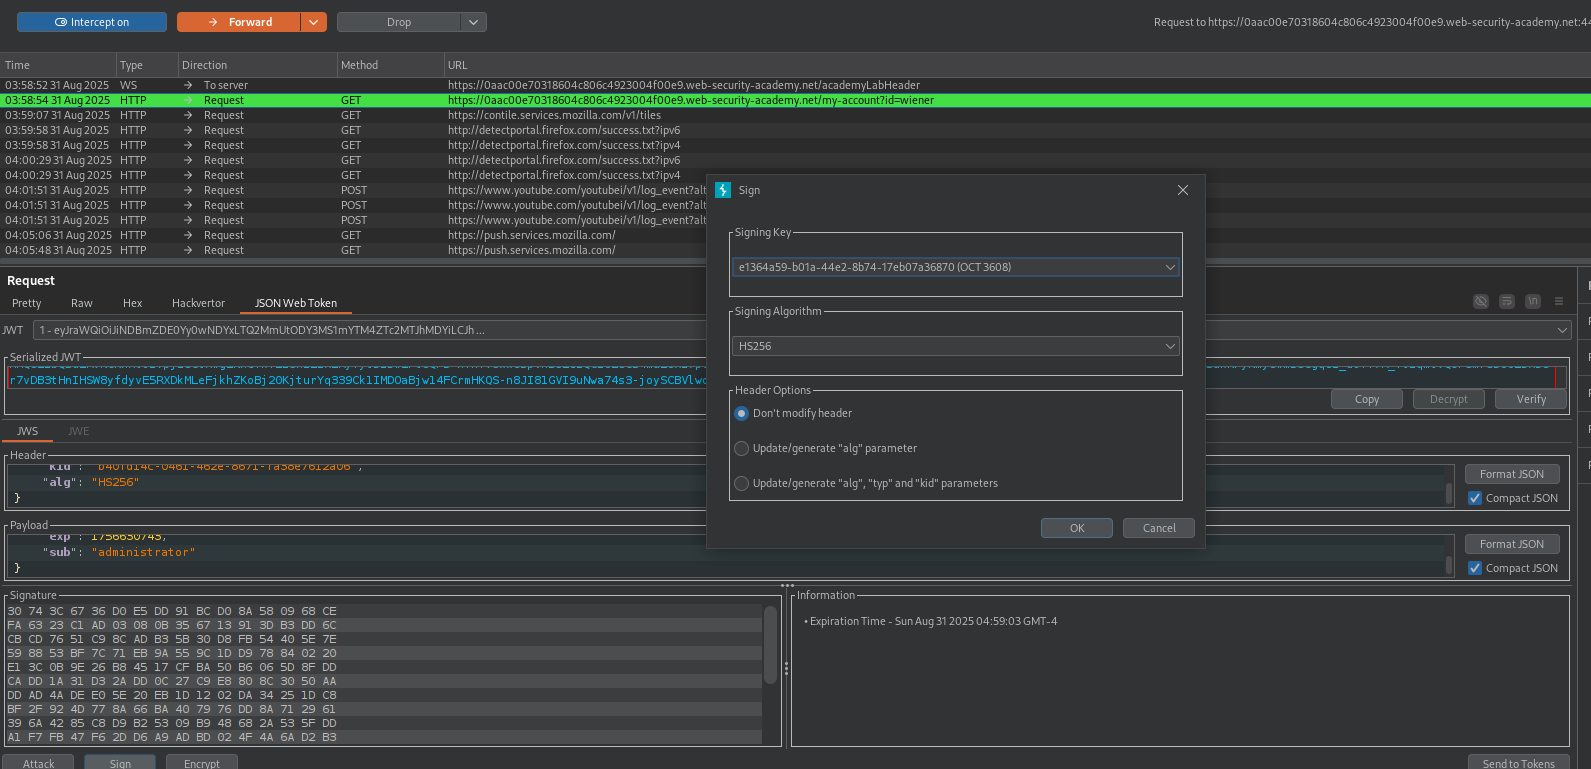 Intercept on
Forward
Drop
Request to https://0aac00e70318604c806c4923004f00e9.web-security-academy.net:44
Time Type Direction Method URL
03:58:52 31 Aug 2025 WS To server https://0aac00e70318604c806c4923004f00e9.web-security-academy.net/academyLabHeader
03:58:54 31 Aug 2025 HTTP Request GET https://0aac00e70318604c806c4923004f00e9.web-security-academy.net/my-account?id=wiener
03:59:07 31 Aug 2025 HTTP Request GET https://contile.services.mozilla.com/v1/tiles
03:59:58 31 Aug 2025 HTTP Request GET http://detectportal.firefox.com/success.txt?ipv6
03:59:58 31 Aug 2025 HTTP Request GET http://detectportal.firefox.com/success.txt?ipv4
04:00:29 31 Aug 2025 HTTP Request GET http://detectportal.firefox.com/success.txt?ipv6
04:00:29 31 Aug 2025 HTTP Request GET http://detectportal.firefox.com/success.txt?ipv4
04:01:51 31 Aug 2025 HTTP Request POST https://www.youtube.com/youtubei/v1/log_event?alt
04:01:51 31 Aug 2025 HTTP Request POST https://www.youtube.com/youtubei/v1/log_event?alt
04:01:51 31 Aug 2025 HTTP Request POST https://www.youtube.com/youtubei/v1/log_event?alt
04:05:06 31 Aug 2025 HTTP Request GET https://push.services.mozilla.com/
04:05:48 31 Aug 2025 HTTP Request GET https://push.services.mozilla.com/
Sign
Signing Key
e1364a59-b01a-44e2-8b74-17eb07a36870 (OCT 3608)
Signing Algorithm
HS256
Header Options
Don't modify header
Update/generate "alg" parameter
Update/generate "alg", "typ" and "kid" parameters
OK
Cancel
Request
Pretty Raw Hex Hackvertor JSON Web Token
\n
JWT 1 - eyJraWQiOiJiNDBmZDE0Yy0wNDYxLTQ2MmUtODY3MS1mYTM4ZTc2MTJhMDYiLCJh ...
Serialized JWT
r7vDB3tHnIHSW8yfdyvE5RXDkMLeFjkhZKoBj20KjturYq339Ck1IMDOaBjw14FCrmHKQS-n8JI81GVI9uNwa74s3-joySCBVlwc
Copy Decrypt Verify
JWS JWE
Header
"kid": "b40fd14c-0461-462e-8671-fa38e7612a06",
"alg": "HS256"
}
Format JSON
Compact JSON
Payload
"exp": 1756630743,
"sub": "administrator"
}
Format JSON
Compact JSON
Signature
30 74 3C 67 36 D0 E5 DD 91 BC D0 8A 58 09 68 CE
FA 63 23 C1 AD 03 08 0B 35 67 13 91 3D B3 DD 6C
CB CD 76 51 C9 8C AD B3 5B 30 D8 FB 54 40 5E 7E
59 88 53 BF 7C 71 EB 9A 55 9C 1D D9 78 84 02 20
E1 3C 0B 9E 26 B8 45 17 CF BA 50 B6 06 5D 8F DD
CA DD 1A 31 D3 2A DD 0C 27 C9 E8 80 8C 30 50 AA
DD AD 4A DE E0 5E 20 EB 1D 12 02 DA 34 25 1D C8
BF 2F 92 4D 77 8A 66 BA 40 79 76 DD 8A 71 29 61
39 6A 42 85 C8 D9 B2 53 09 B9 48 68 2A 53 5F DD
A1 F7 FB 47 F6 2D D6 A9 AD BD 02 4F 4A 6A D2 B3
Information
• Expiration Time - Sun Aug 31 2025 04:59:03 GMT-4
Attack Sign Encrypt
Send to Tokens